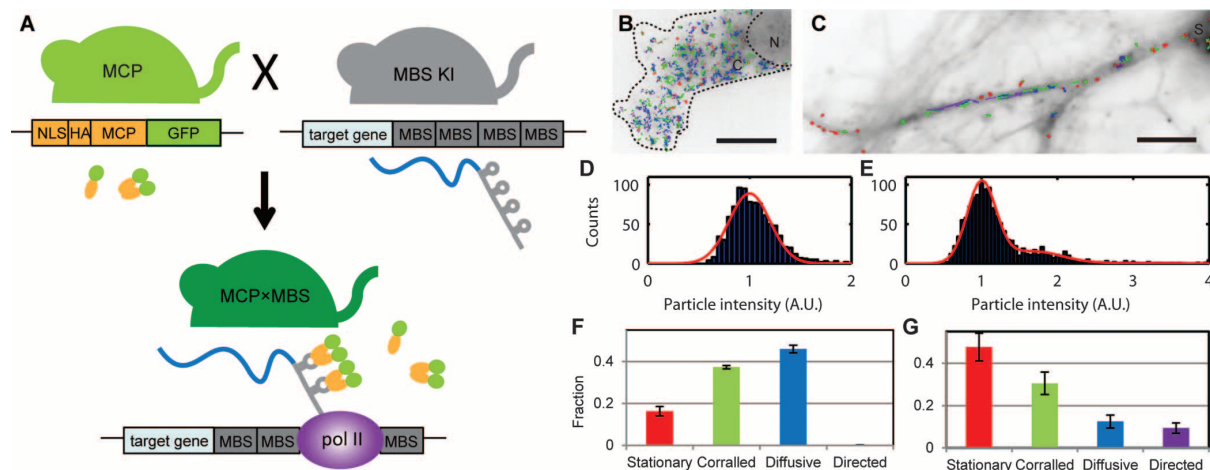 A
MCP
X
MBS KI
NLS HA MCP GFP
target gene MBS MBS MBS MBS
MCP×MBS
target gene MBS MBS pol II MBS
B
N
C
C
S
D
Counts
100
50
0
0 1 2
Particle intensity (A.U.)
E
100
50
0
0 1 2 3 4
Particle intensity (A.U.)
F
Fraction
0.4
0.2
0
Stationary Corralled Diffusive Directed
G
0.4
0.2
0
Stationary Corralled Diffusive Directed